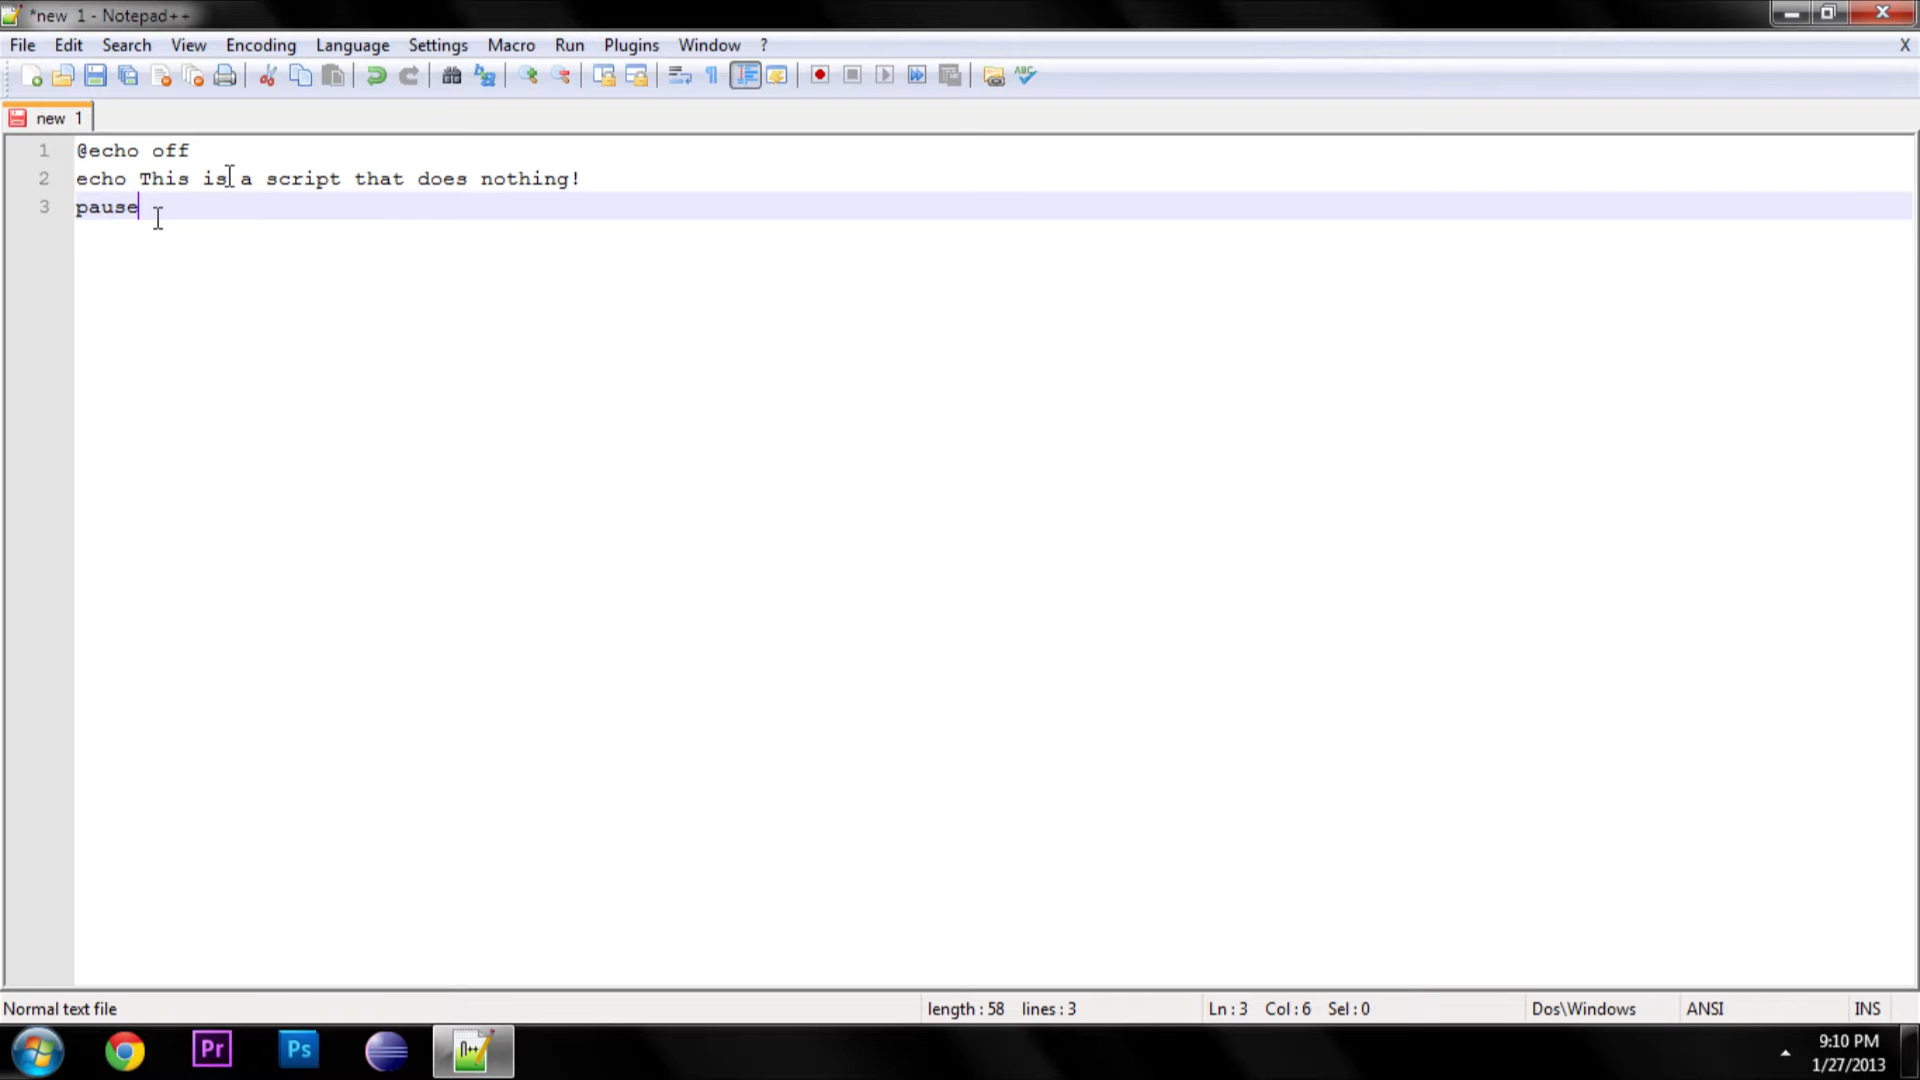 *new 1 - Notepad++
File Edit Search View Encoding Language Settings Macro Run Plugins Window ? X
new 1
1 @echo off
2 echo This is a script that does nothing!
3 pause
Normal text file length : 58 lines : 3 Ln : 3 Col : 6 Sel : 0 Dos\Windows ANSI INS
Pr Ps n++ 9:10 PM
1/27/2013